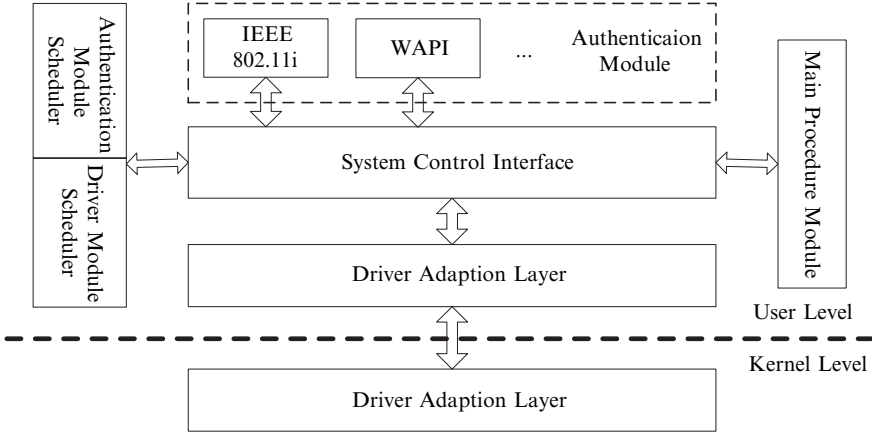 Authentication
Module
Scheduler
Driver Module
Scheduler
IEEE
802.11i
WAPI
...
Authenticaion
Module
System Control Interface
Main Procedure Module
Driver Adaption Layer
User Level
Kernel Level
Driver Adaption Layer